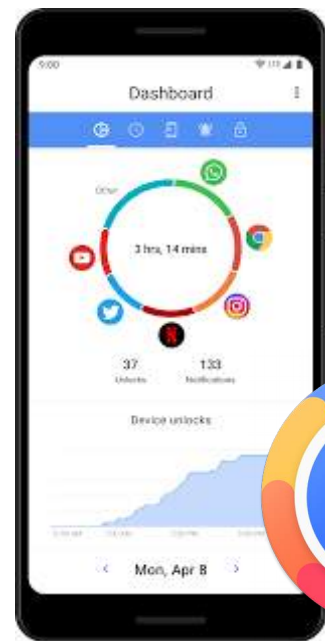 9:00
Dashboard
Other
3 hrs, 14 mins
37
133
Unlocks
Notifications
Device unlocks
Mon, Apr 8